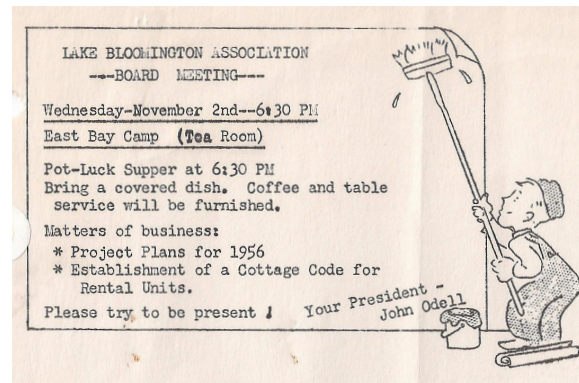 LAKE BLOOMINGTON ASSOCIATION
----BOARD MEETING---
Wednesday-November 2nd--6:30 PM
East Bay Camp (Tea Room)
Pot-Luck Supper at 6:30 PM
Bring a covered dish. Coffee and table
service will be furnished.
Matters of business:
* Project Plans for 1956
* Establishment of a Cottage Code for
Rental Units.
Please try to be present !
Your President -
John Odell